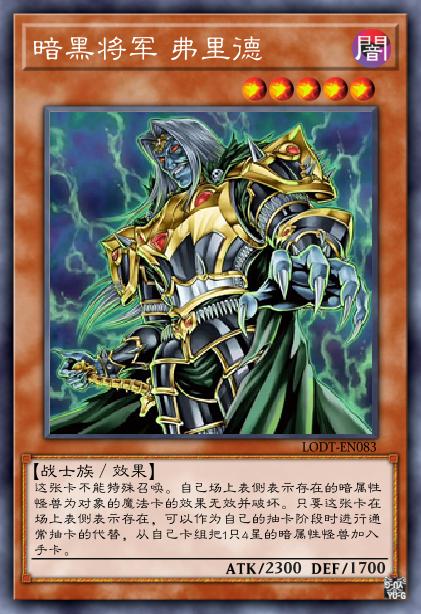 暗黑将军 弗里德
闇
LODT-EN083
【战士族／效果】
这张卡不能特殊召唤。自己场上表侧表示存在的暗属性
怪兽为对象的魔法卡的效果无效并破坏。只要这张卡在
场上表侧表示存在，可以作为自己的抽卡阶段时进行通
常抽卡的代替，从自己卡组把1只4星的暗属性怪兽加入
手卡。
ATK/2300 DEF/1700